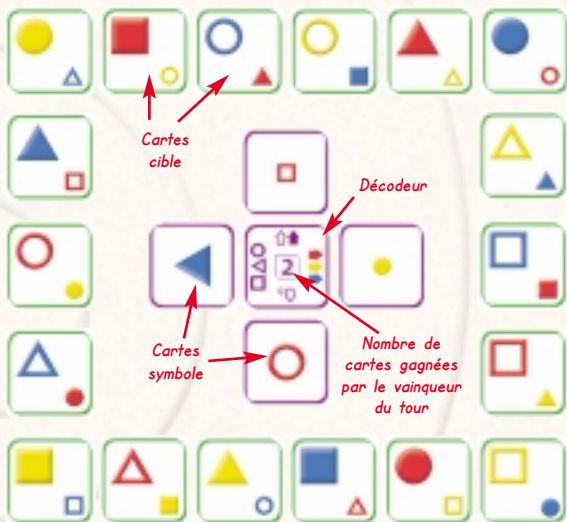 Cartes
cible
Décodeur
2
Cartes
symbole
Nombre de
cartes gagnées
par le vainqueur
du tour